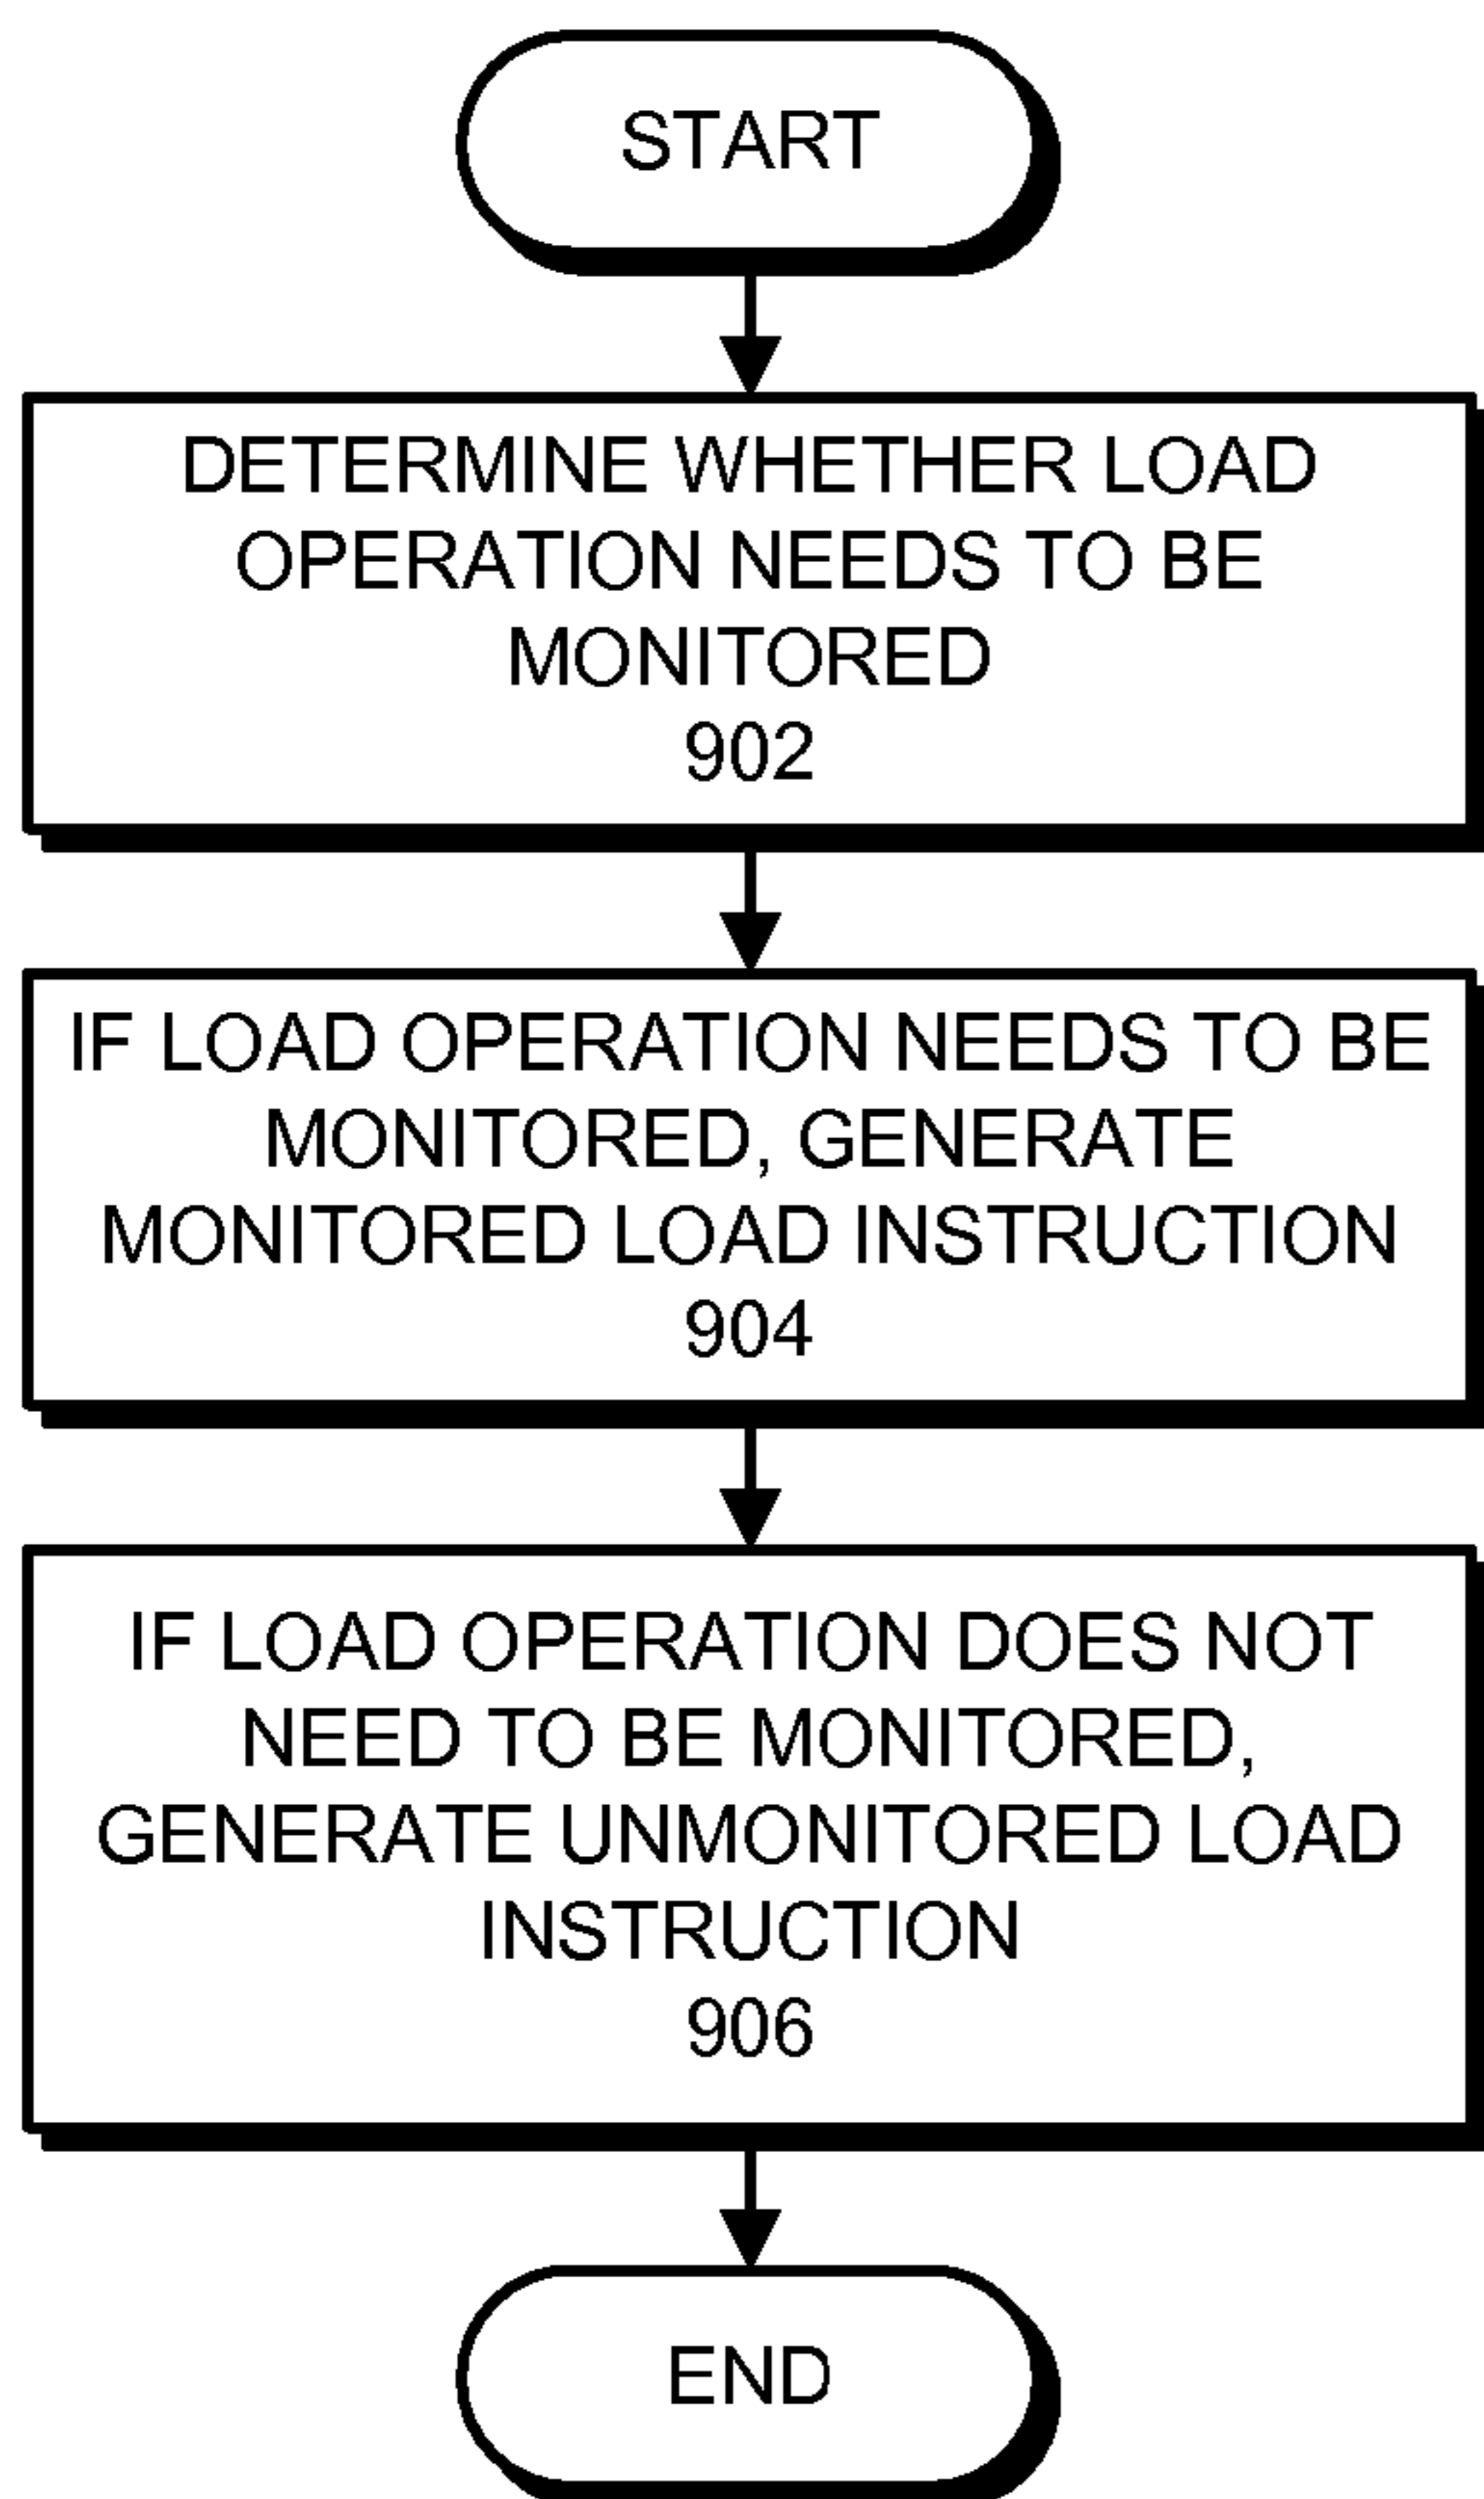 START
DETERMINE WHETHER LOAD
OPERATION NEEDS TO BE
MONITORED
902
IF LOAD OPERATION NEEDS TO BE
MONITORED, GENERATE
MONITORED LOAD INSTRUCTION
904
IF LOAD OPERATION DOES NOT
NEED TO BE MONITORED,
GENERATE UNMONITORED LOAD
INSTRUCTION
906
END